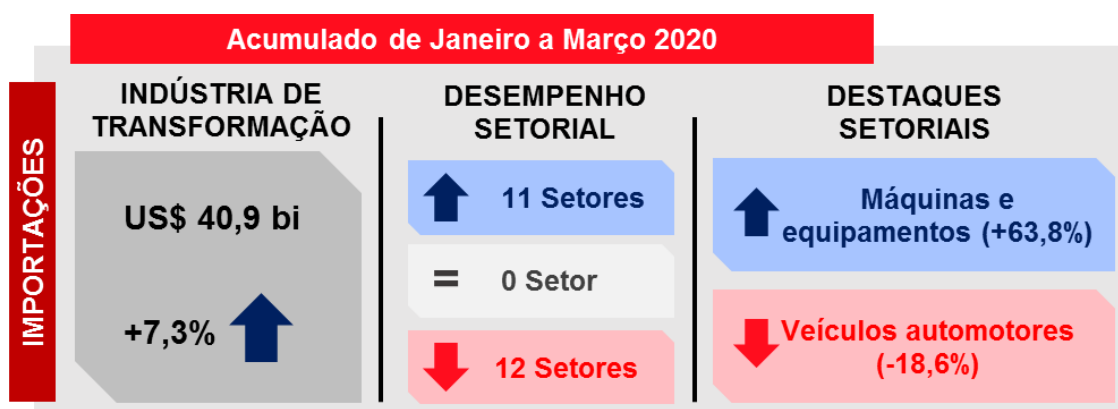 Acumulado de Janeiro a Março 2020
IMPORTAÇÕES
INDÚSTRIA DE
TRANSFORMAÇÃO
US$ 40,9 bi
+7,3%
DESEMPENHO
SETORIAL
11 Setores
= 0 Setor
12 Setores
DESTAQUES
SETORIAIS
Máquinas e
equipamentos (+63,8%)
Veículos automotores
(-18,6%)